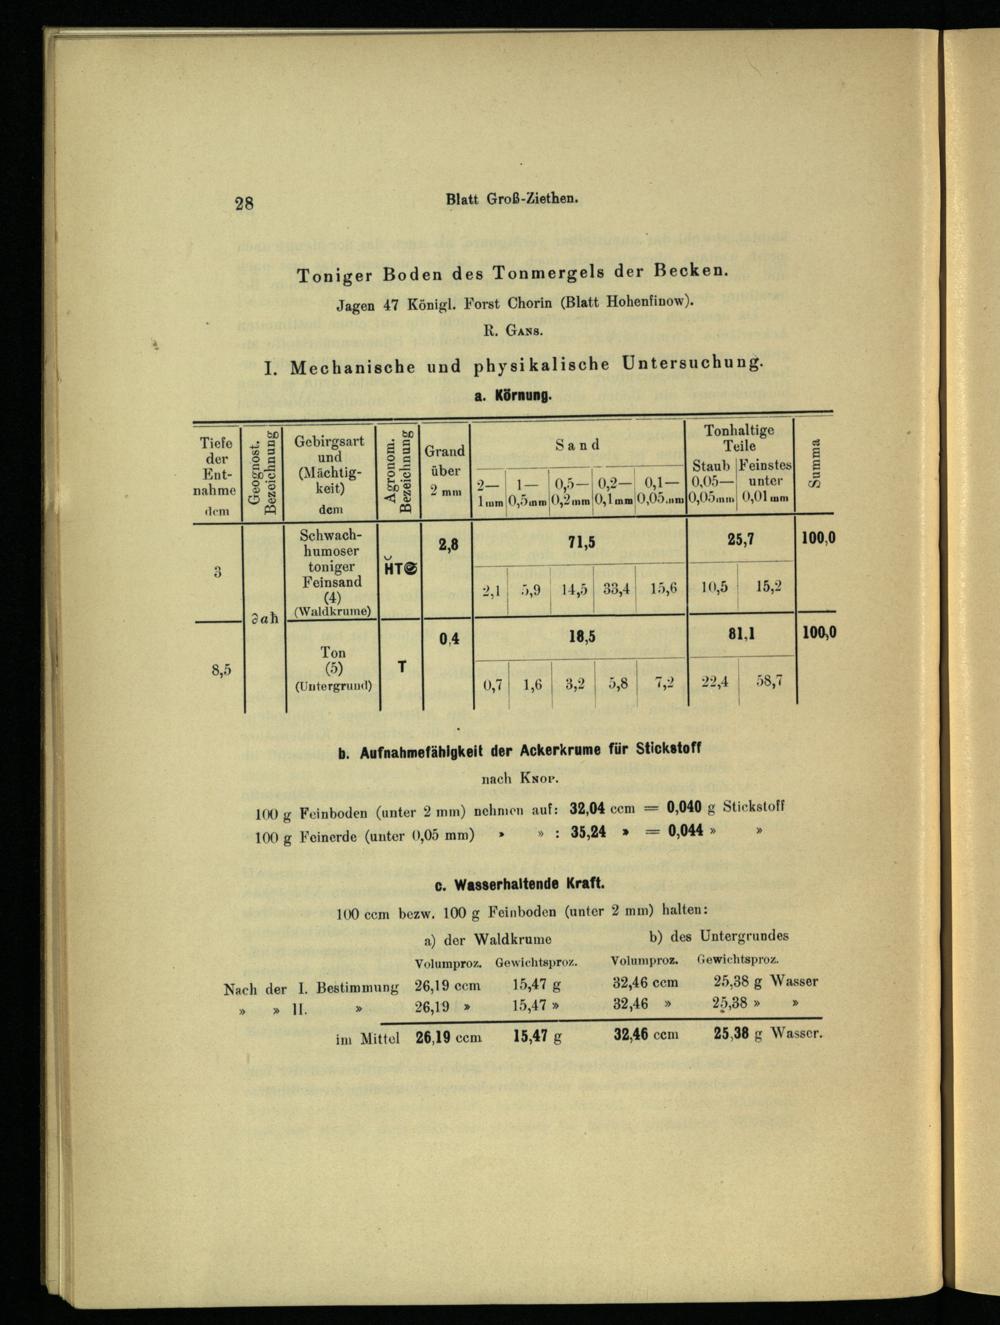 28
Blatt Groß-Ziethen.
Toniger Boden des Tonmergels der Becken.
Jagen 47 Königl. Forst Chorin (Blatt Hohenfinow).
R. Gans.
I. Mechanische und physikalische Untersuchung.
a. Körnung.
Tiefe der Ent-nahme dcm | Geognost. Bezeichnung | Gebirgsart und (Mächtig-keit) dcm | Agronom. Bezeichnung | Grand über 2 mm | Sand | Tonhaltige Teile | Summa
2—1mm | 1—0,5mm | 0,5—0,2mm | 0,2—0,1mm | 0,1—0,05mm | Staub 0,05—0,05mm | Feinstes unter 0,01mm
3 | ∂ah | Schwach-humoser toniger Feinsand (4) (Waldkrume) | H̆T | 2,8 | 71,5 | 25,7 | 100,0
2,1 | 5,9 | 14,5 | 33,4 | 15,6 | 10,5 | 15,2
8,5 | Ton (5) (Untergrund) | T | 0,4 | 18,5 | 81,1 | 100,0
0,7 | 1,6 | 3,2 | 5,8 | 7,2 | 22,4 | 58,7
b. Aufnahmefähigkeit der Ackerkrume für Stickstoff
nach Knop.
100 g Feinboden (unter 2 mm) nehmen auf: 32,04 ccm = 0,040 g Stickstoff
100 g Feinerde (unter 0,05 mm) » » : 35,24 » = 0,044 » »
c. Wasserhaltende Kraft.
100 ccm bezw. 100 g Feinboden (unter 2 mm) halten:
a) der Waldkrume b) des Untergrundes
Volumproz. Gewichtsproz. Volumproz. Gewichtsproz.
Nach der I. Bestimmung 26,19 ccm 15,47 g 32,46 ccm 25,38 g Wasser
» » II. » 26,19 » 15,47 » 32,46 » 25,38 » »
im Mittel 26,19 ccm 15,47 g 32,46 ccm 25,38 g Wasser.